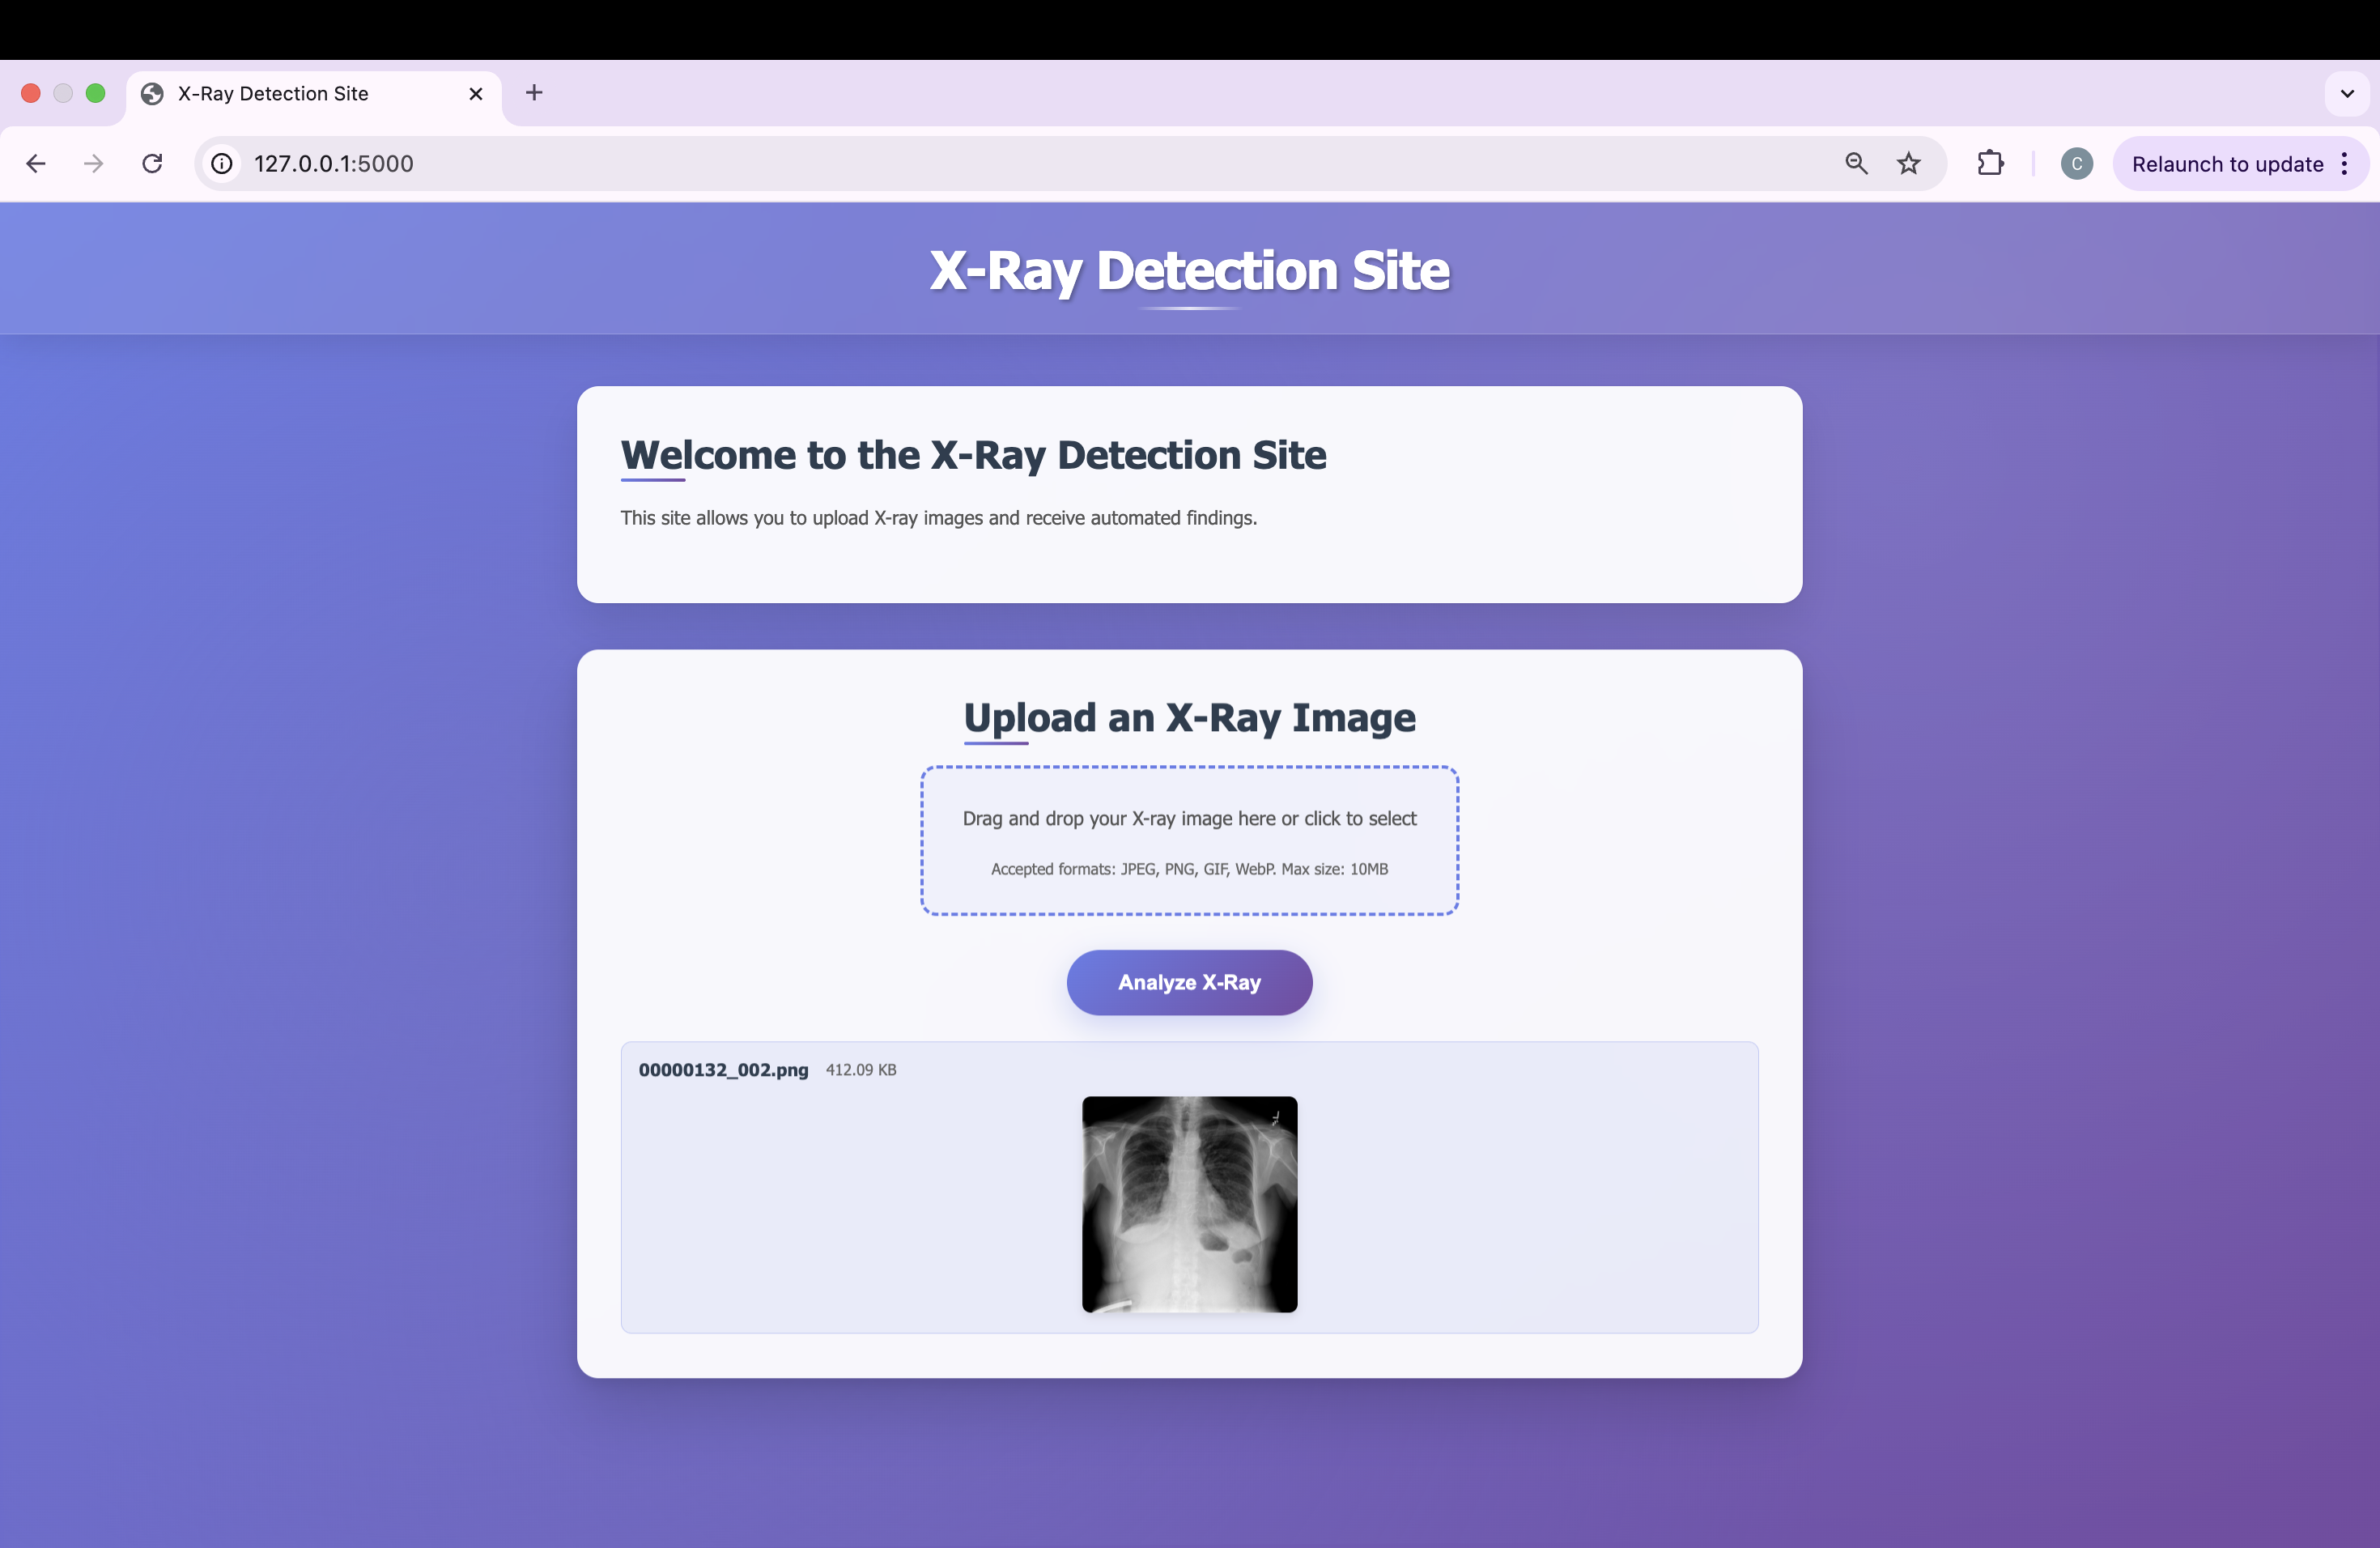 X-Ray Detection Site
127.0.0.1:5000
C
Relaunch to update
X-Ray Detection Site
Welcome to the X-Ray Detection Site
This site allows you to upload X-ray images and receive automated findings.
Upload an X-Ray Image
Drag and drop your X-ray image here or click to select
Accepted formats: JPEG, PNG, GIF, WebP. Max size: 10MB
Analyze X-Ray
00000132_002.png 412.09 KB